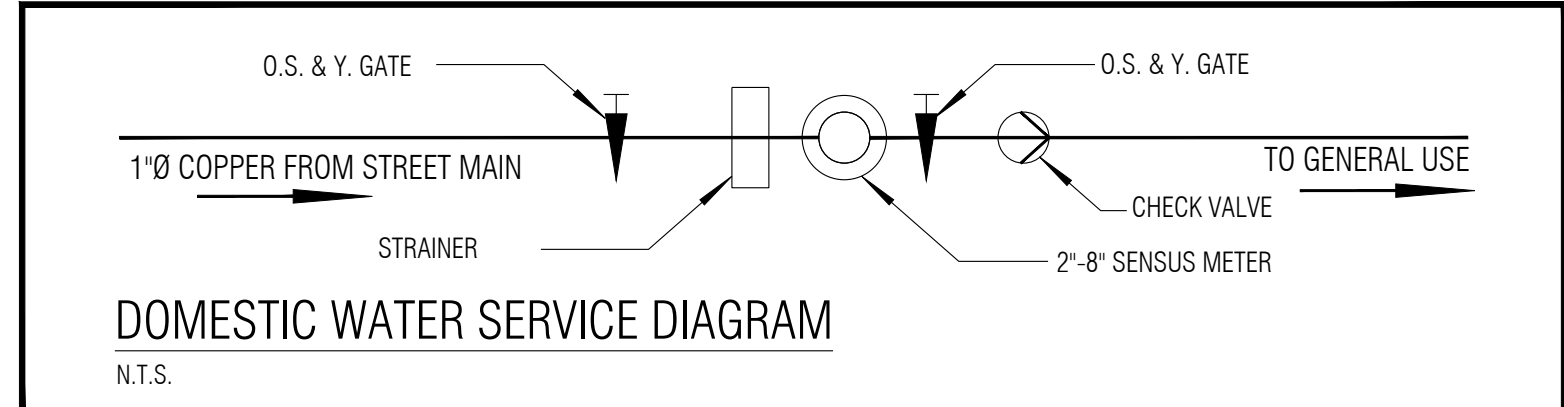 O.S. & Y. GATE
O.S. & Y. GATE
1"Ø COPPER FROM STREET MAIN
TO GENERAL USE
CHECK VALVE
STRAINER
2"-8" SENSUS METER
DOMESTIC WATER SERVICE DIAGRAM
N.T.S.